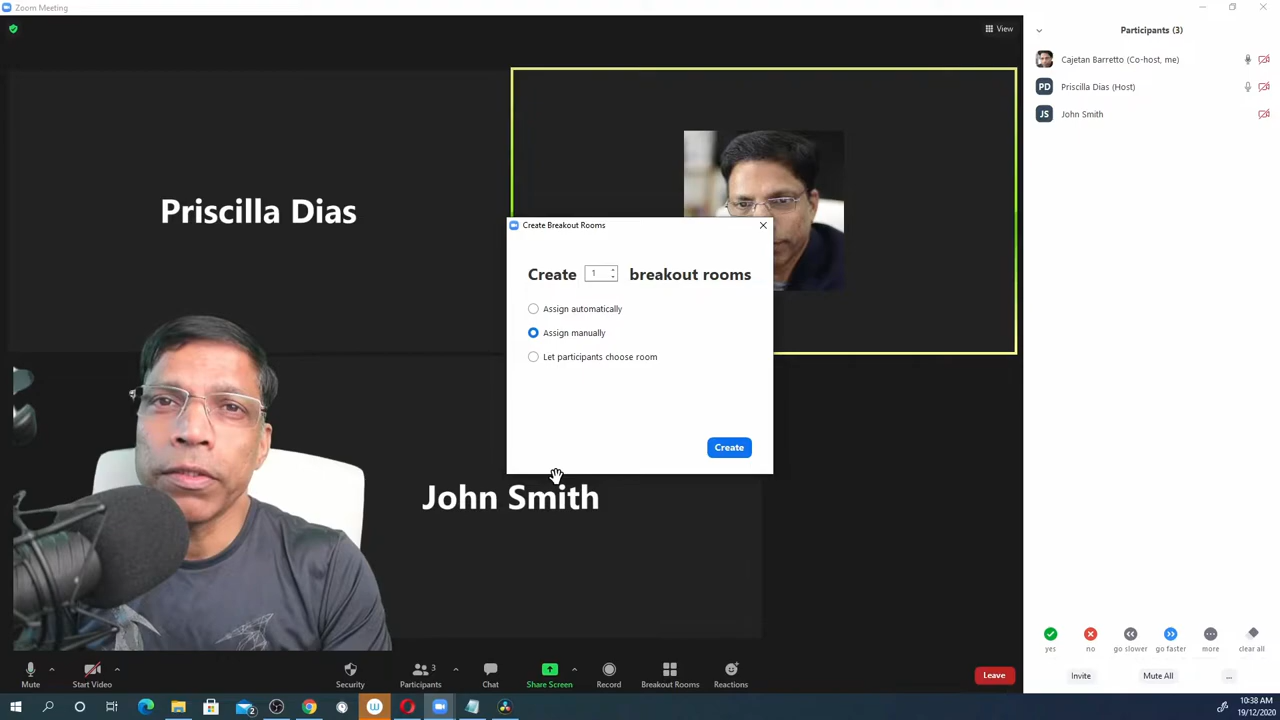 Zoom Meeting
View
Participants (3)
Cajetan Barretto (Co-host, me)
PD Priscilla Dias (Host)
JS John Smith
Priscilla Dias
Create Breakout Rooms
Create 1 breakout rooms
Assign automatically
Assign manually
Let participants choose room
Create
John Smith
yes
no
go slower
go faster
more
clear all
Mute
Start Video
Security
Participants
3
Chat
Share Screen
Record
Breakout Rooms
Reactions
Leave
Invite
Mute All
...
10:38 AM
19/12/2020